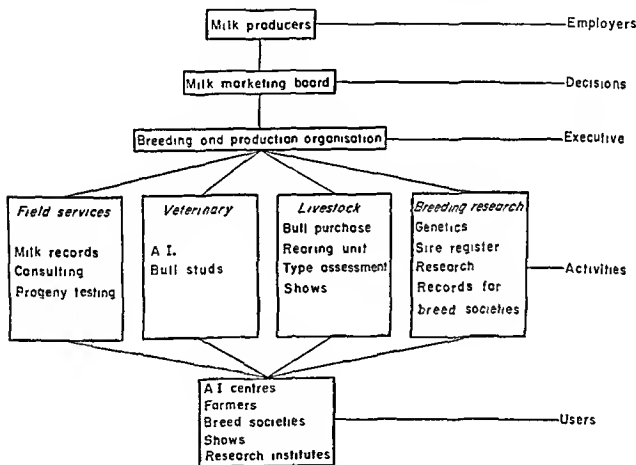 Milk producers
Employers
Milk marketing board
Decisions
Breeding and production organisation
Executive
Field services
Milk records
Consulting
Progeny testing
Veterinary
A I.
Bull studs
Livestock
Bull purchase
Rearing unit
Type assessment
Shows
Breeding research
Genetics
Sire register
Research
Records for
breed societies
Activities
A I centres
Farmers
Breed societies
Shows
Research institutes
Users